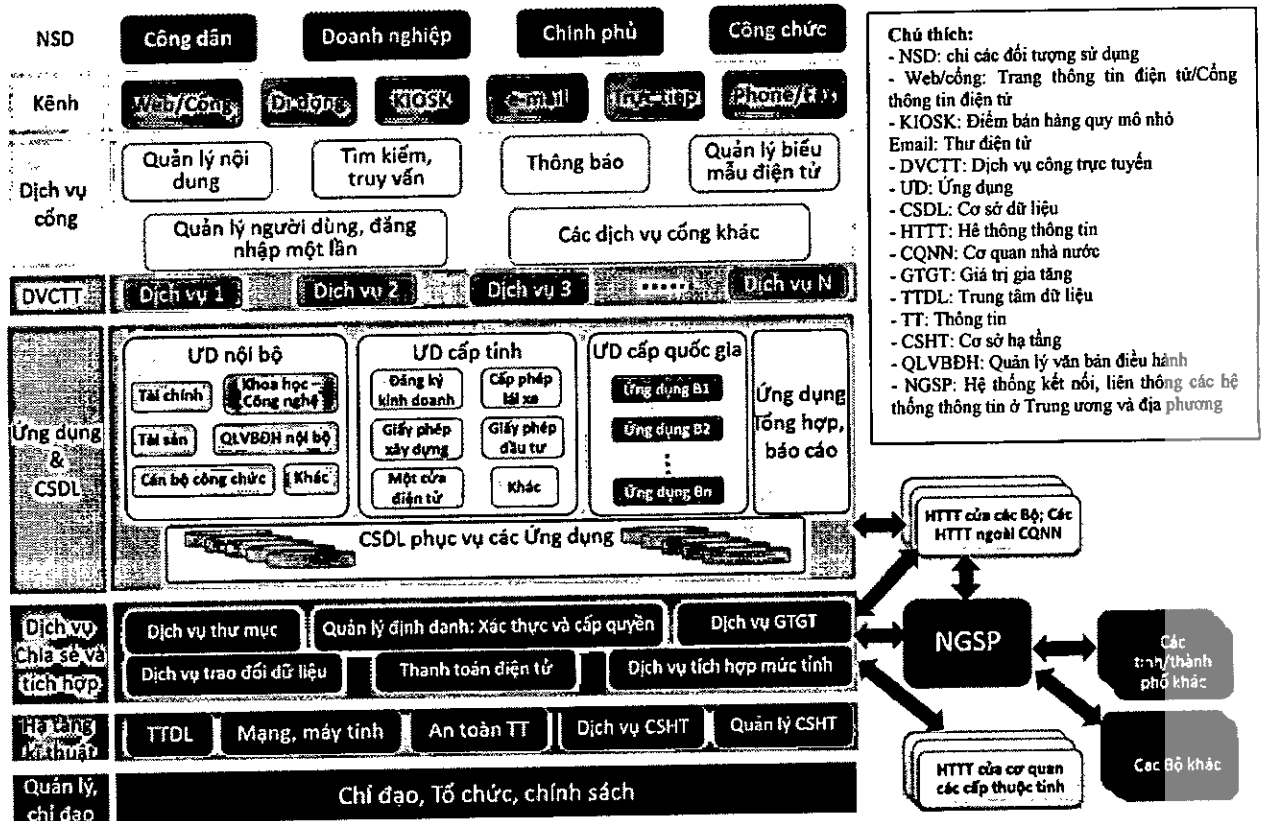 NSD
Công dân
Doanh nghiệp
Chính phủ
Công chức
Kênh
Web/Cổng
Di động
KIOSK
e-mail
Trực tiếp
Phone/
Dịch vụ
cổng
Quản lý nội
dung
Tìm kiếm,
truy vấn
Thông báo
Quản lý biểu
mẫu điện tử
Quản lý người dùng, đăng
nhập một lần
Các dịch vụ cổng khác
DVCTT
Dịch vụ 1
Dịch vụ 2
Dịch vụ 3
.....
Dịch vụ N
Ứng dụng
&
CSDL
ƯD nội bộ
Tài chính
Khoa học –
Công nghệ
Tài sản
QLVBĐH nội bộ
Cán bộ công chức
Khác
ƯD cấp tỉnh
Đăng ký
kinh doanh
Cấp phép
lái xe
Giấy phép
xây dựng
Giấy phép
đầu tư
Một cửa
điện tử
Khác
ƯD cấp quốc gia
Ứng dụng B1
Ứng dụng B2
Ứng dụng Bn
Ứng dụng
Tổng hợp,
báo cáo
CSDL phục vụ các Ứng dụng
Dịch vụ
Chia sẻ và
tích hợp
Dịch vụ thư mục
Quản lý định danh: Xác thực và cấp quyền
Dịch vụ GTGT
Dịch vụ trao đổi dữ liệu
Thanh toán điện tử
Dịch vụ tích hợp mức tỉnh
Hạ tầng
kĩ thuật
TTDL
Mạng, máy tính
An toàn TT
Dịch vụ CSHT
Quản lý CSHT
Quản lý,
chỉ đạo
Chỉ đạo, Tổ chức, chính sách
Chú thích:
- NSD: chỉ các đối tượng sử dụng
- Web/cổng: Trang thông tin điện tử/Cổng
thông tin điện tử
- KIOSK: Điểm bán hàng quy mô nhỏ
Email: Thư điện tử
- DVCTT: Dịch vụ công trực tuyến
- UD: Ứng dụng
- CSDL: Cơ sở dữ liệu
- HTTT: Hê thông thông tin
- CQNN: Cơ quan nhà nước
- GTGT: Giá trị gia tăng
- TTDL: Trung tâm dữ liệu
- TT: Thông tin
- CSHT: Cơ sở hạ tầng
- QLVBĐH: Quản lý văn bản điều hành
- NGSP: Hệ thống kết nối, liên thông các hệ
thống thông tin ở Trung ương và địa phương
HTTT của các Bộ; Các
HTTT ngoài CQNN
NGSP
Các
tỉnh/thành
phố khác
Các Bộ khác
HTTT của cơ quan
các cấp thuộc tỉnh